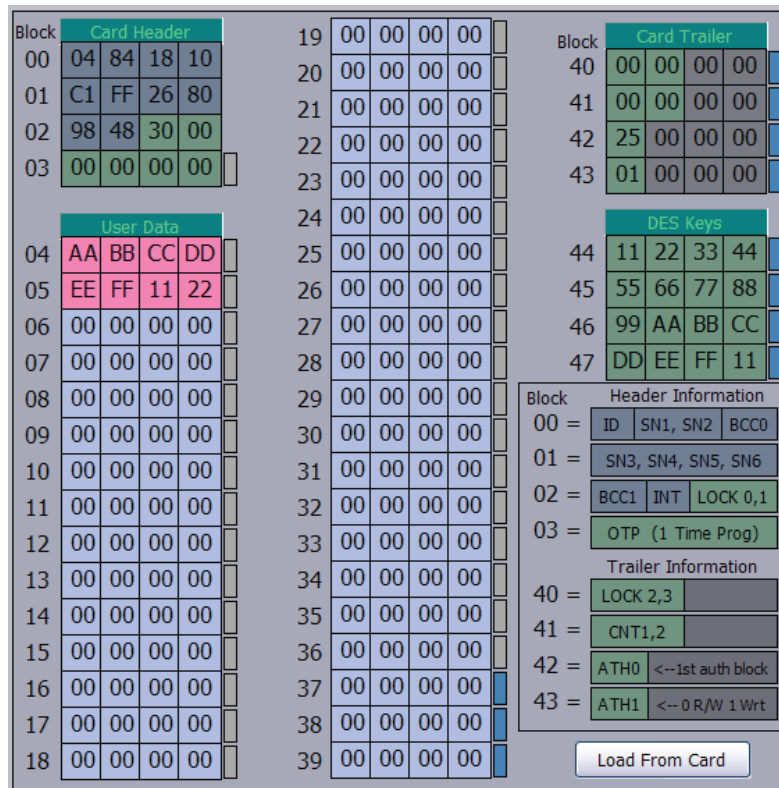 Block Card Header
00 04 84 18 10
01 C1 FF 26 80
02 98 48 30 00
03 00 00 00 00
User Data
04 AA BB CC DD
05 EE FF 11 22
06 00 00 00 00
07 00 00 00 00
08 00 00 00 00
09 00 00 00 00
10 00 00 00 00
11 00 00 00 00
12 00 00 00 00
13 00 00 00 00
14 00 00 00 00
15 00 00 00 00
16 00 00 00 00
17 00 00 00 00
18 00 00 00 00
19 00 00 00 00
20 00 00 00 00
21 00 00 00 00
22 00 00 00 00
23 00 00 00 00
24 00 00 00 00
25 00 00 00 00
26 00 00 00 00
27 00 00 00 00
28 00 00 00 00
29 00 00 00 00
30 00 00 00 00
31 00 00 00 00
32 00 00 00 00
33 00 00 00 00
34 00 00 00 00
35 00 00 00 00
36 00 00 00 00
37 00 00 00 00
38 00 00 00 00
39 00 00 00 00
Block Card Trailer
40 00 00 00 00
41 00 00 00 00
42 25 00 00 00
43 01 00 00 00
DES Keys
44 11 22 33 44
45 55 66 77 88
46 99 AA BB CC
47 DD EE FF 11
Block Header Information
00 = ID SN1, SN2 BCC0
01 = SN3, SN4, SN5, SN6
02 = BCC1 INT LOCK 0,1
03 = OTP (1 Time Prog)
Trailer Information
40 = LOCK 2,3
41 = CNT1,2
42 = ATH0 <--1st auth block
43 = ATH1 <-- 0 R/W 1 Wrt
Load From Card